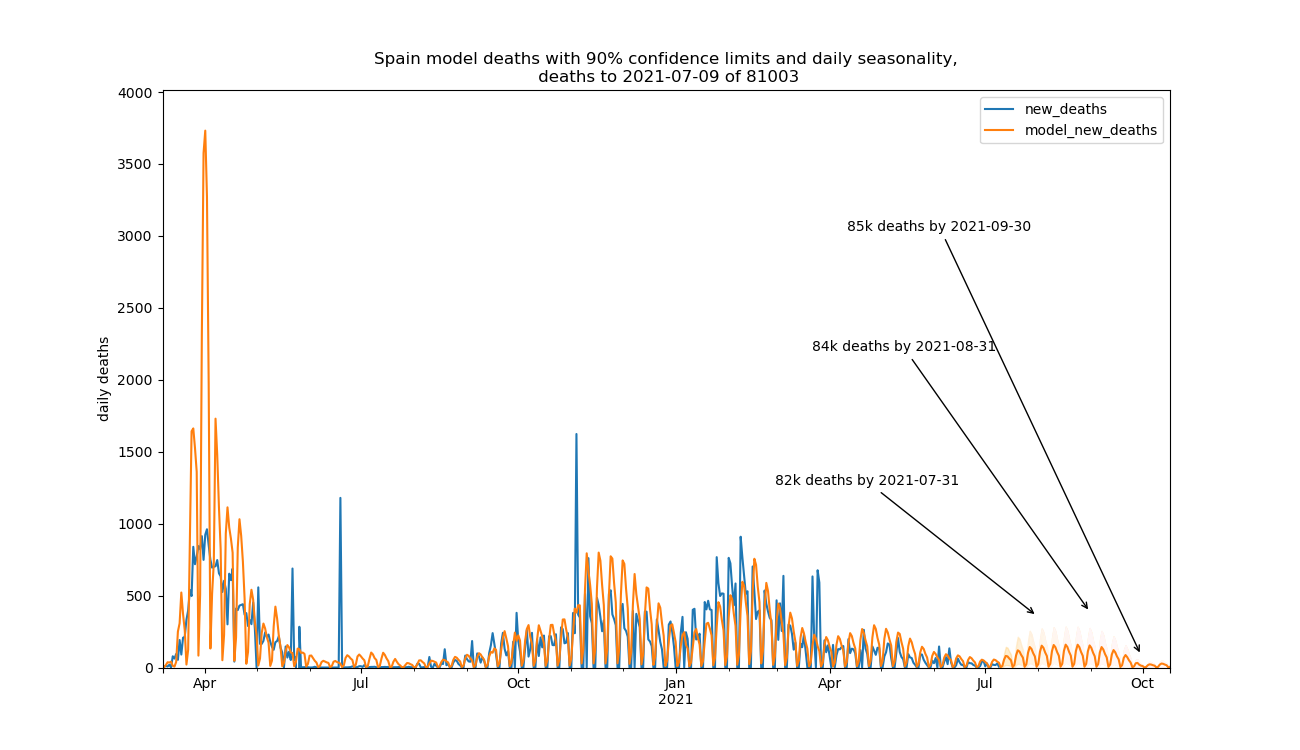 Spain model deaths with 90% confidence limits and daily seasonality,
deaths to 2021-07-09 of 81003
new_deaths
model_new_deaths
daily deaths
4000
3500
3000
2500
2000
1500
1000
500
0
85k deaths by 2021-09-30
84k deaths by 2021-08-31
82k deaths by 2021-07-31
Apr Jul Oct Jan Apr Jul Oct
2021